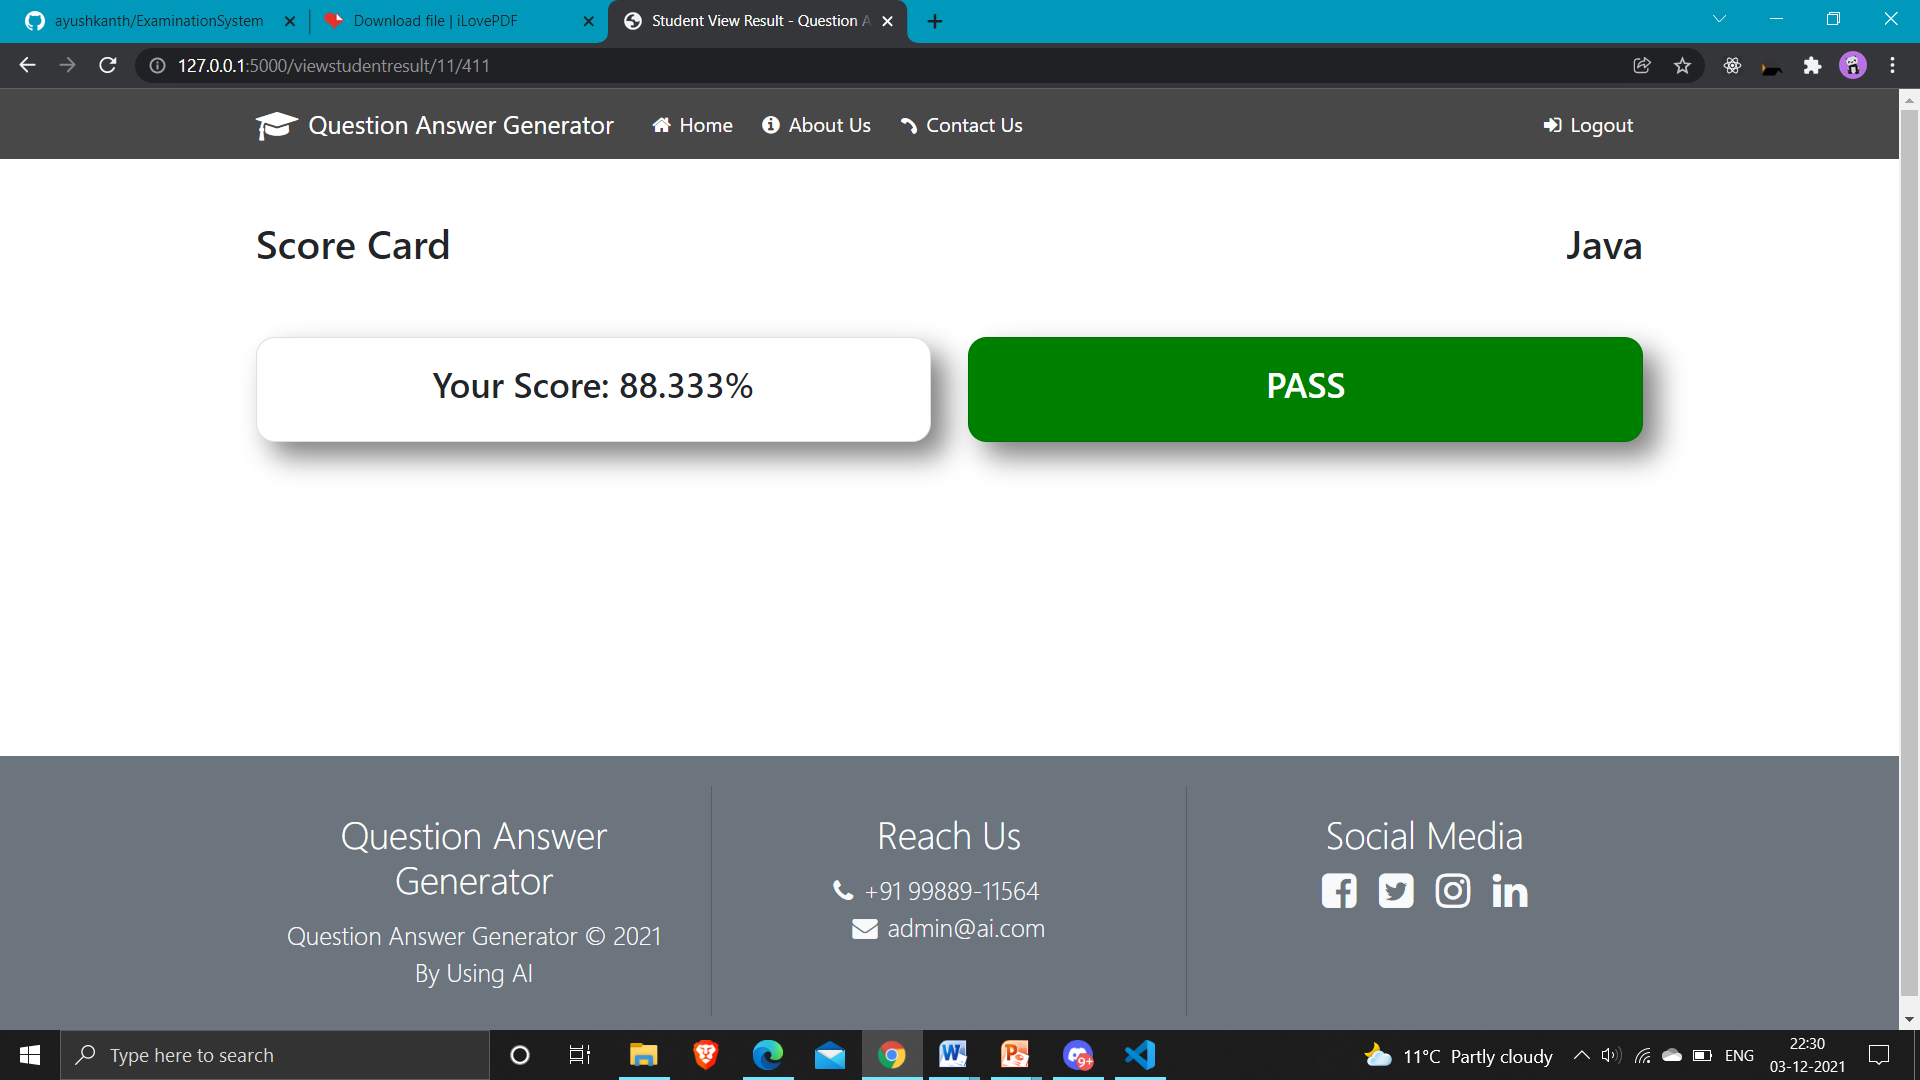 ayushkanth/ExaminationSystem
Download file | iLovePDF
Student View Result - Question A
127.0.0.1:5000/viewstudentresult/11/411
Question Answer Generator
Home
About Us
Contact Us
Logout
Score Card
Java
Your Score: 88.333%
PASS
Question Answer
Generator
Question Answer Generator © 2021
By Using AI
Reach Us
+91 99889-11564
admin@ai.com
Social Media
Type here to search
9+
11°C Partly cloudy
ENG
22:30
03-12-2021